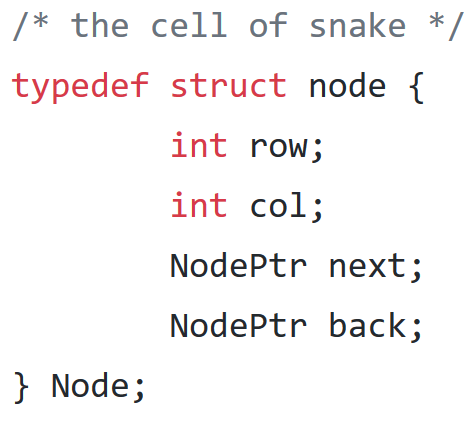 /* the cell of snake */
typedef struct node {
        int row;
        int col;
        NodePtr next;
        NodePtr back;
} Node;